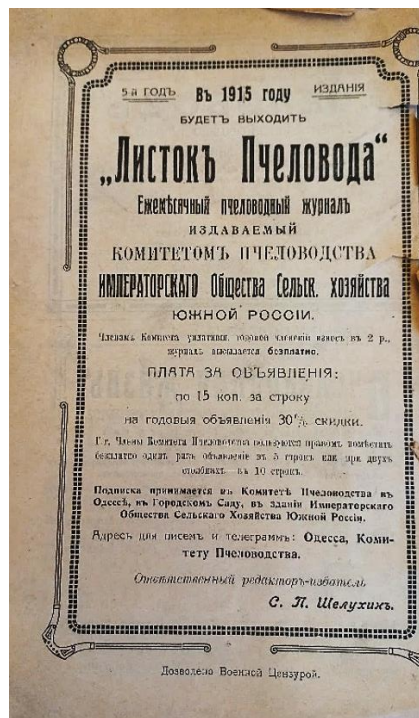 5-й ГОДЪ Въ 1915 году ИЗДАНІЯ
БУДЕТЪ ВЫХОДИТЬ
„Листокъ Пчеловода“
Ежемѣсячный пчеловодный журналъ
ИЗДАВАЕМЫЙ
КОМИТЕТОМЪ ПЧЕЛОВОДСТВА
ИМПЕРАТОРСКАГО Общества Сельск. хозяйства
ЮЖНОЙ РОССІИ.
Членам Комитета уплатившим годовой членскій взносъ въ 2 р.,
журналъ высылается безплатно.
ПЛАТА ЗА ОБЪЯВЛЕНІЯ:
по 15 коп. за строку
на годовыя объявленія 30% скидки.
Г.г. Члены Комитета Пчеловодства пользуются правомъ помѣстить
безплатно одинъ разъ объявленіе въ 5 строкъ или при двухъ
столбцахъ въ 10 строкъ.
Подписка принимается въ Комитетѣ Пчеловодства въ
Одессѣ, въ Городскомъ Саду, въ зданіи Императорскаго
Общества Сельскаго Хозяйства Южной Россіи.
Адресъ для писемъ и телеграммъ: Одесса, Коми-
тету Пчеловодства.
Отвѣтственный редакторъ-издатель
С. П. Шелухинъ.
Дозволено Военной Цензурой.